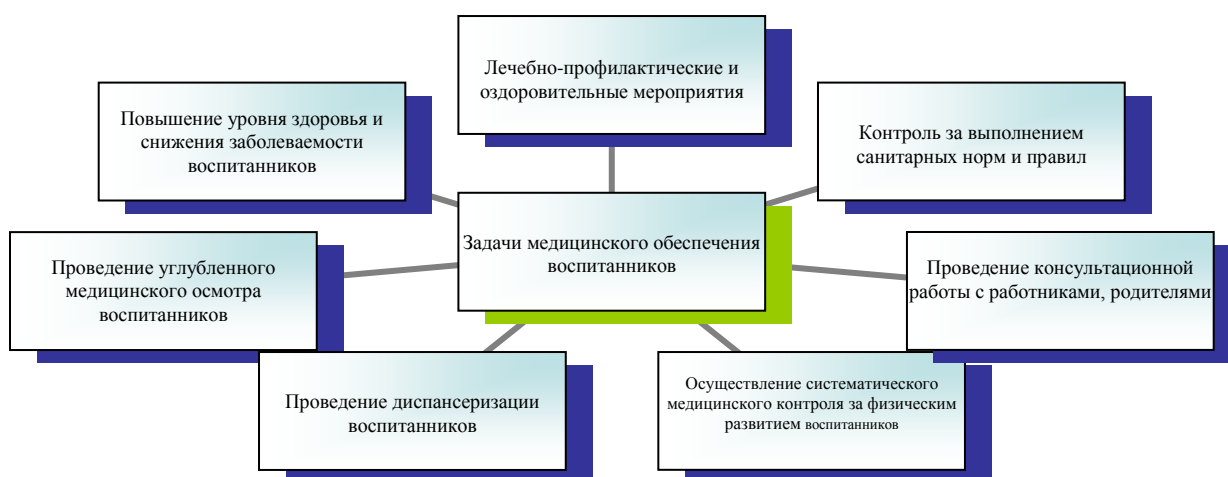 Лечебно-профилактические и
оздоровительные мероприятия
Повышение уровня здоровья и
снижения заболеваемости
воспитанников
Контроль за выполнением
санитарных норм и правил
Задачи медицинского обеспечения
воспитанников
Проведение углубленного
медицинского осмотра
воспитанников
Проведение консультационной
работы с работниками, родителями
Проведение диспансеризации
воспитанников
Осуществление систематического
медицинского контроля за физическим
развитием воспитанников